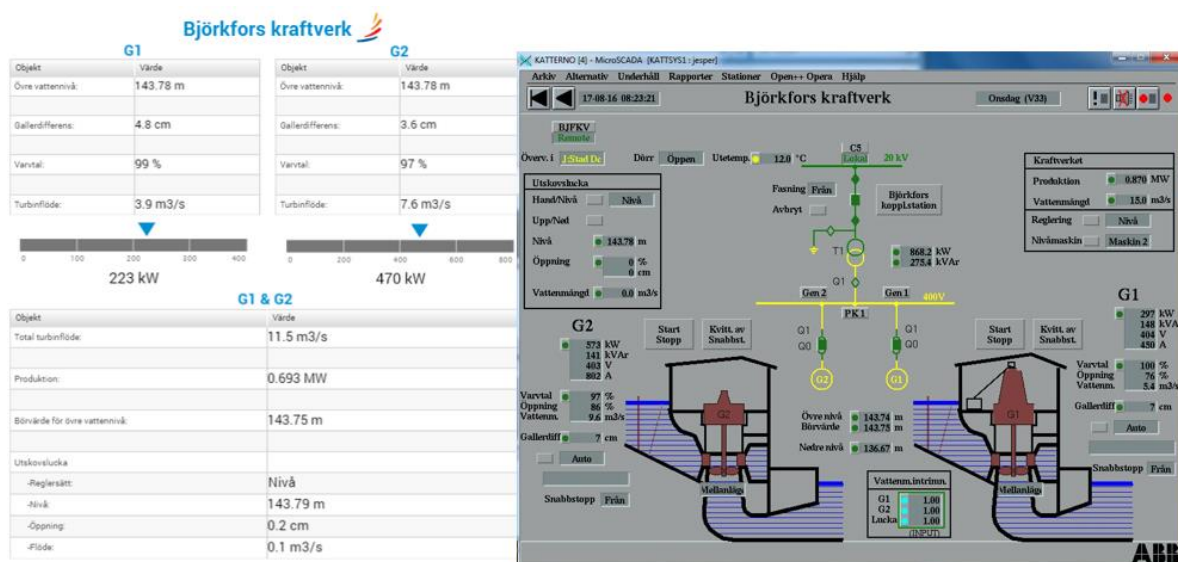 Björkfors kraftverk
G1
Objekt Värde
Övre vattennivå: 143.78 m
Gallerdifferens: 4.8 cm
Varvtal: 99 %
Turbinflöde: 3.9 m3/s
0 100 200 300 400
223 kW
G2
Objekt Värde
Övre vattennivå: 143.78 m
Gallerdifferens: 3.6 cm
Varvtal: 97 %
Turbinflöde: 7.6 m3/s
0 200 400 600 800
470 kW
G1 & G2
Objekt Värde
Total turbinflöde: 11.5 m3/s
Produktion: 0.693 MW
Börvärde för övre vattennivå: 143.75 m
Utskovslucka
-Reglersätt: Nivå
-Nivå: 143.79 m
-Öppning: 0.2 cm
-Flöde: 0.1 m3/s
KATTERNO [4] - MicroSCADA [KATTSYS1 : jesper]
Arkiv Alternativ Underhåll Rapporter Stationer Open++ Opera Hjälp
17-08-16 08:23:21 Björkfors kraftverk Onsdag (V33)
BJFKV
Remote
Överv. i J:Stad Dc Dörr Öppen Utetemp. 12.0 °C
C5
Lokal 20 kV
Utskovslucka
Hand/Nivå Nivå
Upp/Ned
Nivå 143.78 m
Öppning 0 %
0 cm
Vattenmängd 0.0 m3/s
Fasning Från
Avbryt
Björkfors
koppl.station
Kraftverket
Produktion 0.870 MW
Vattenmängd 15.0 m3/s
Reglering Nivå
Nivåmaskin Maskin 2
T1
868.2 kW
275.4 kVAr
Q1
Gen 2 Gen 1 400V
PK1
G2
573 kW
141 kVAr
403 V
802 A
Start
Stopp
Kvitt. av
Snabbst.
Varvtal 97 %
Öppning 86 %
Vattenm. 9.6 m3/s
Gallerdiff 7 cm
Auto
Snabbstopp Från
G2
Mellanläge
Q1 Q1
Q0 Q0
G2 G1
Övre nivå 143.74 m
Börvärde 143.75 m
Nedre nivå 136.67 m
Vattenm.intrimn.
G1 1.00
G2 1.00
Lucka 1.00
(INPUT)
G1
297 kW
148 kVAr
404 V
450 A
Start
Stopp
Kvitt. av
Snabbst.
Varvtal 100 %
Öppning 76 %
Vattenm. 5.4 m3/s
Gallerdiff 7 cm
Auto
Snabbstopp Från
G1
Mellanläge
ABB